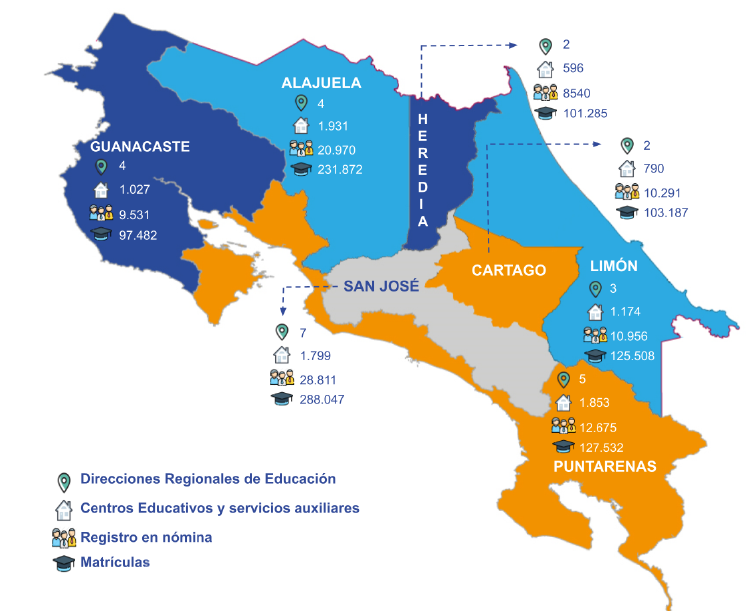 2
596
8540
101.285
ALAJUELA
4
1.931
20.970
231.872
HEREDIA
GUANACASTE
4
1.027
9.531
97.482
2
790
10.291
103.187
CARTAGO
LIMÓN
3
1.174
10.956
125.508
SAN JOSÉ
7
1.799
28.811
288.047
5
1.853
12.675
127.532
PUNTARENAS
Direcciones Regionales de Educación
Centros Educativos y servicios auxiliares
Registro en nómina
Matrículas